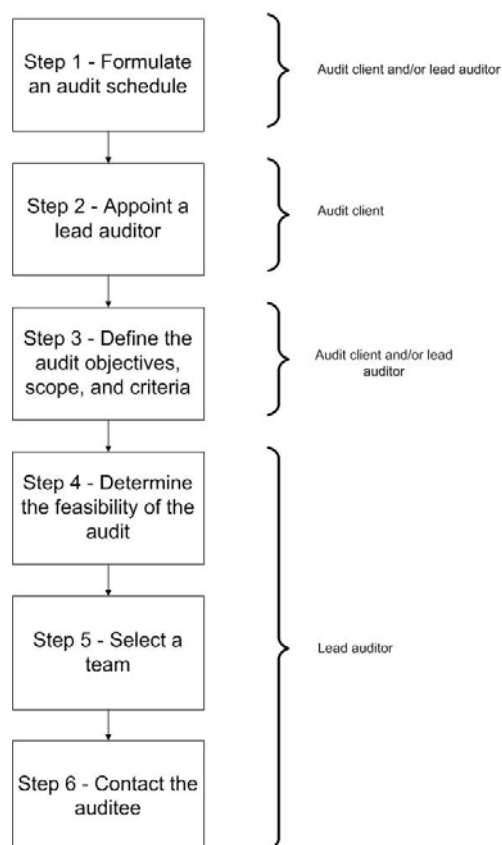 Step 1 - Formulate
an audit schedule
Audit client and/or lead auditor
Step 2 - Appoint a
lead auditor
Audit client
Step 3 - Define the
audit objectives,
scope, and criteria
Audit client and/or lead
auditor
Step 4 - Determine
the feasibility of the
audit
Step 5 - Select a
team
Lead auditor
Step 6 - Contact the
auditee